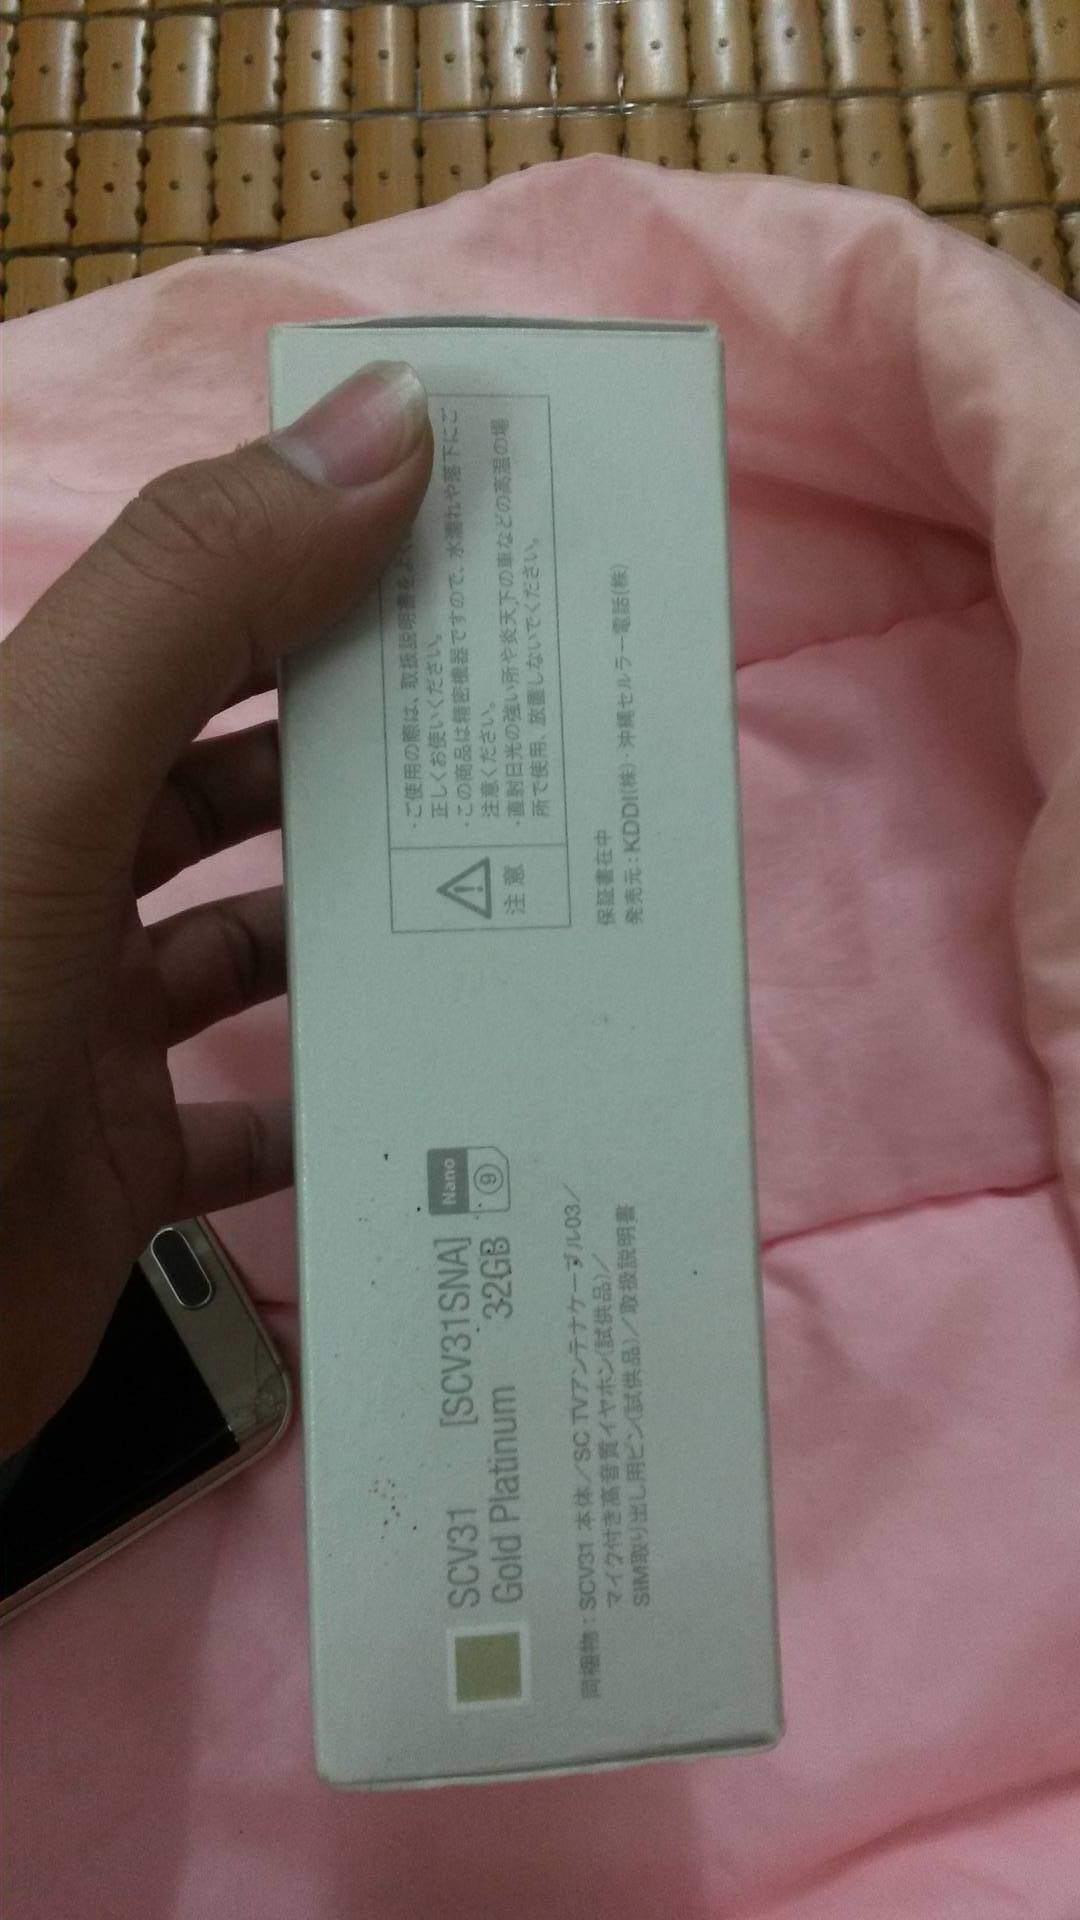 SCV31 [SCV31SNA]
Gold Platinum 32GB
Nano
9
同梱物：SCV31 本体／SC TVアンテナケーブル03／
マイク付き高音質イヤホン(試供品)／
SIM取り出し用ピン(試供品)／取扱説明書
注意
・ご使用の際は、取扱説明書をよ
正しくお使いください。
・この商品は精密機器ですので、水濡れや落下にご
注意ください。
・直射日光の強い所や炎天下の車などの高温の場
所で使用、放置しないでください。
保証書在中
発売元：KDDI(株)・沖縄セルラー電話(株)